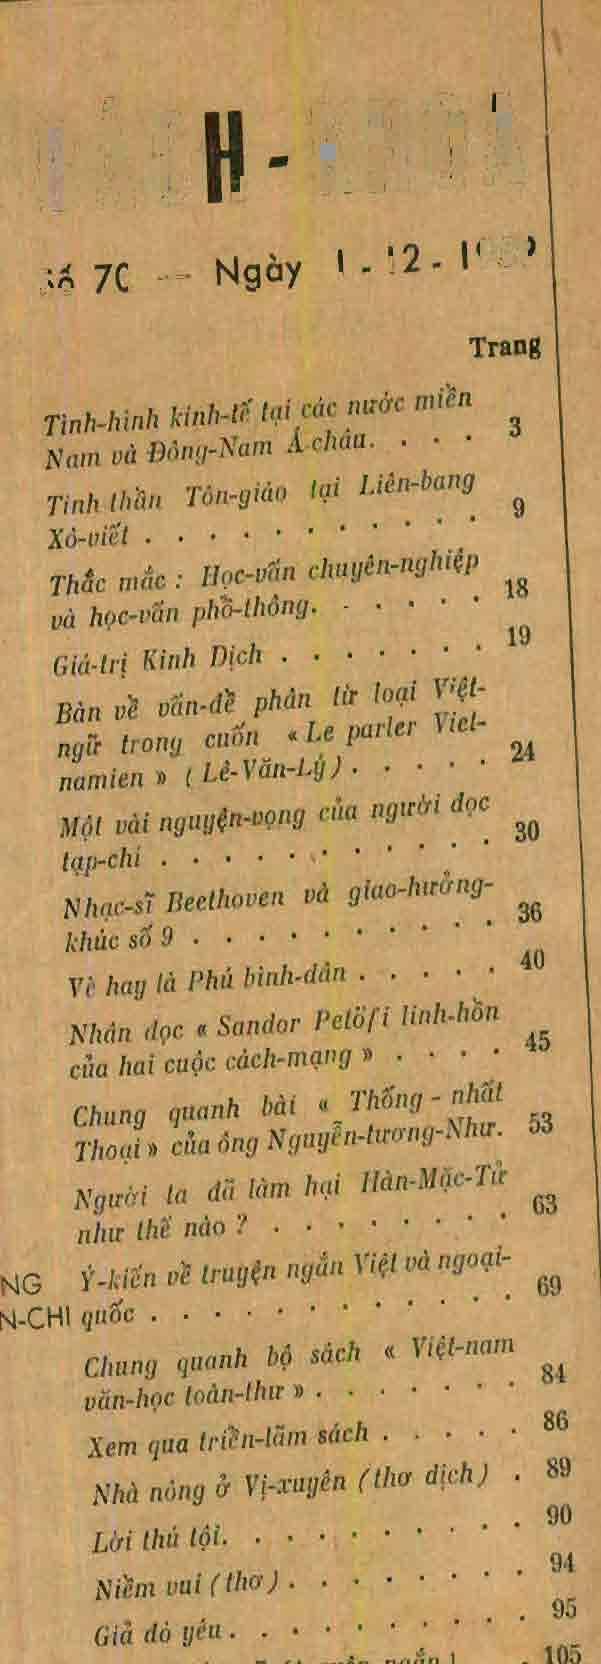 H -
Số 70 — Ngày 1 - 12 -
Trang
Tình-hình kinh-tế tại các nước miền
Nam và Đông-Nam Á-châu. . . . 3
Tinh thần Tôn-giáo tại Liên-bang
Xô-viết . . . . . . . . . . . 9
Thắc mắc : Học-vấn chuyên-nghiệp
và học-vấn phổ-thông. . . . . . 18
Giá-trị Kinh Dịch . . . . . . . 19
Bàn về vấn-đề phân từ loại Việt-
ngữ trong cuốn « Le parler Viet-
namien » ( Lê-Văn-Lý ) . . . . . 24
Một vài nguyện-vọng của người đọc
tạp-chí . . . . . . . . . . . 30
Nhạc-sĩ Beethoven và giao-hưởng-
khúc số 9 . . . . . . . . . . 36
Vè hay là Phú bình-dân . . . . . 40
Nhân đọc « Sandor Petöfi linh-hồn
của hai cuộc cách-mạng » . . . . 45
Chung quanh bài « Thống - nhất
Thoại » của ông Nguyễn-tương-Như. 53
Người ta đã làm hại Hàn-Mặc-Tử
như thế nào ? . . . . . . . . 63
NG Ý-kiến về truyện ngắn Việt và ngoại-
N-CHI quốc . . . . . . . . . . . . 69
Chung quanh bộ sách « Việt-nam
văn-học toàn-thư » . . . . . . . 84
Xem qua triển-lãm sách . . . . . 86
Nhà nông ở Vị-xuyên (thơ dịch) . 89
Lời thú tội. . . . . . . . . . 90
Niềm vui (thơ) . . . . . . . . 94
Giả dò yêu . . . . . . . . . . 95
105